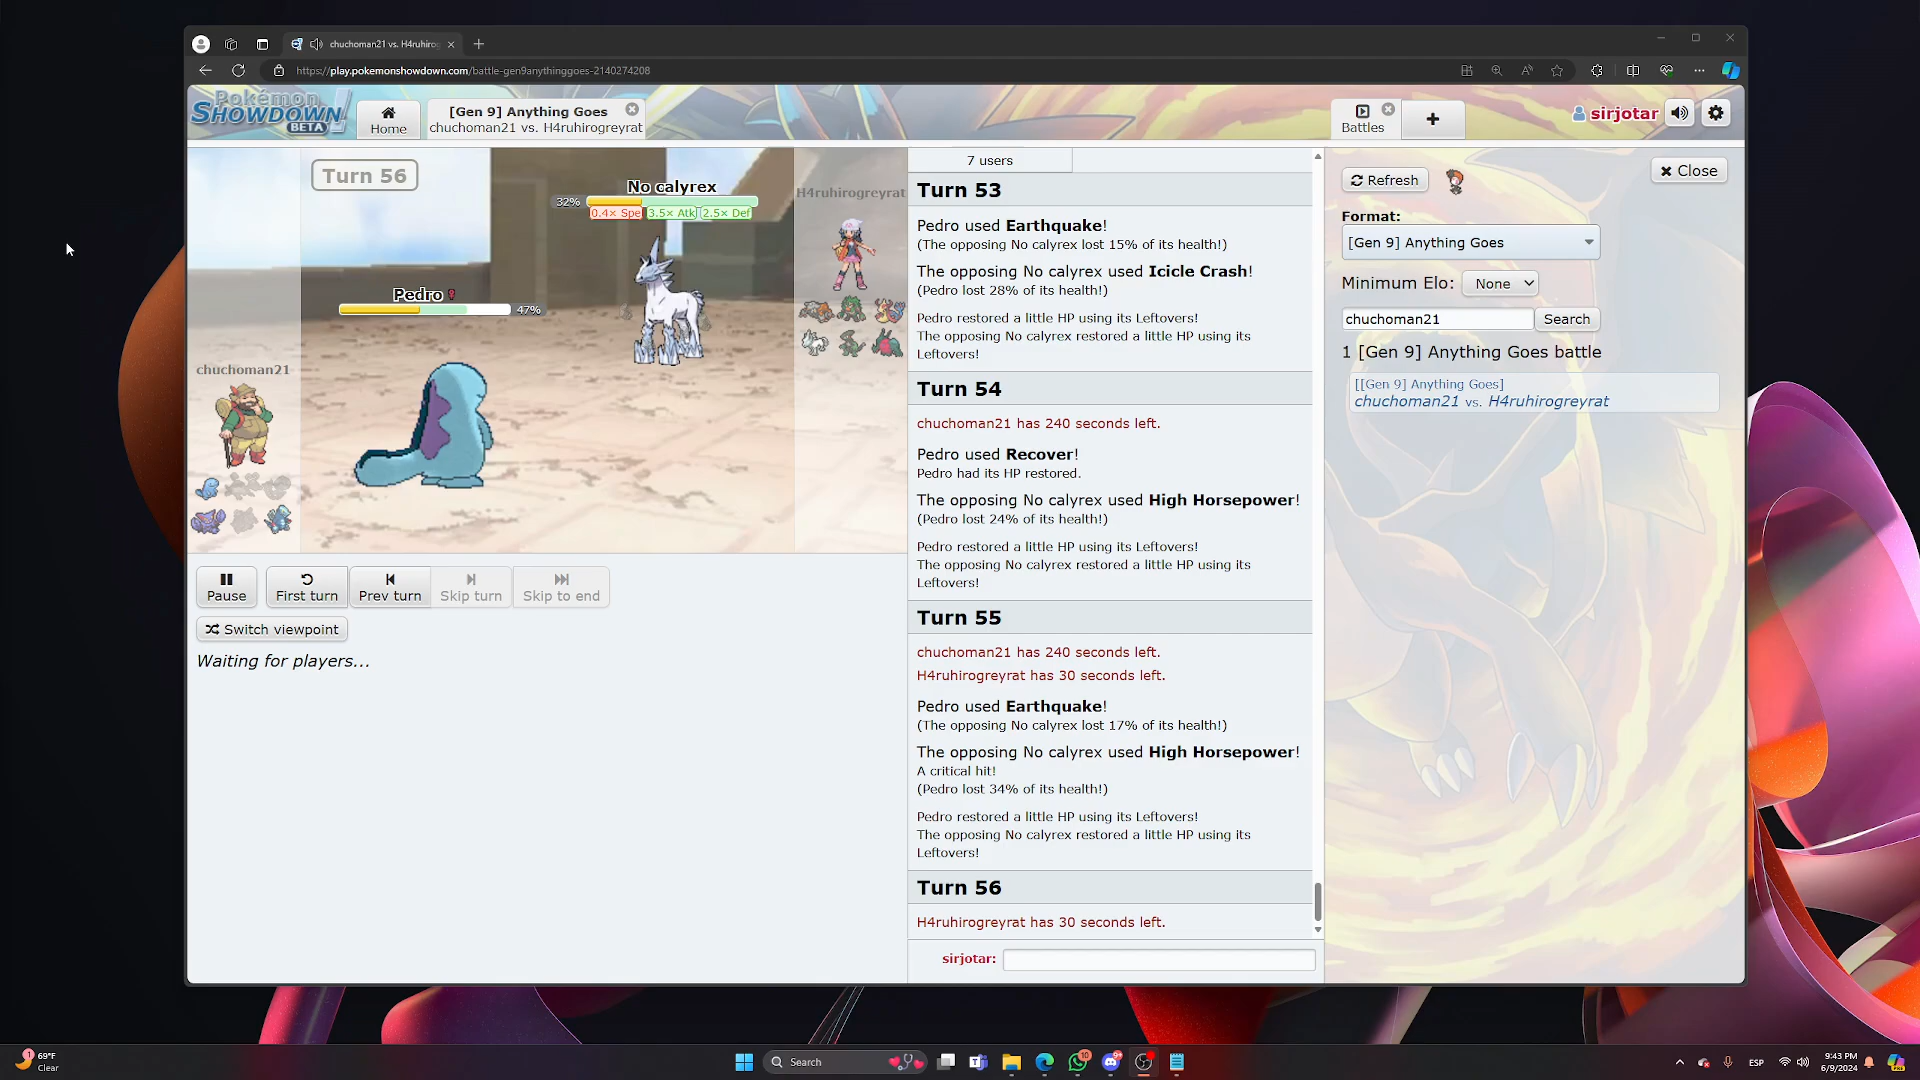 chuchoman21 vs. H4ruhirog
https://play.pokemonshowdown.com/battle-gen9anythinggoes-2140274208
Pokémon
SHOWDOWN!
BETA
Home
[Gen 9] Anything Goes
chuchoman21 vs. H4ruhirogreyrat
Battles
sirjotar
Turn 56
No calyrex
32%
0.4× Spe
3.5× Atk
2.5× Def
Pedro
47%
chuchoman21
H4ruhirogreyrat
Pause
First turn
Prev turn
Skip turn
Skip to end
Switch viewpoint
Waiting for players...
7 users
Turn 53
Pedro used Earthquake!
(The opposing No calyrex lost 15% of its health!)
The opposing No calyrex used Icicle Crash!
(Pedro lost 28% of its health!)
Pedro restored a little HP using its Leftovers!
The opposing No calyrex restored a little HP using its
Leftovers!
Turn 54
chuchoman21 has 240 seconds left.
Pedro used Recover!
Pedro had its HP restored.
The opposing No calyrex used High Horsepower!
(Pedro lost 24% of its health!)
Pedro restored a little HP using its Leftovers!
The opposing No calyrex restored a little HP using its
Leftovers!
Turn 55
chuchoman21 has 240 seconds left.
H4ruhirogreyrat has 30 seconds left.
Pedro used Earthquake!
(The opposing No calyrex lost 17% of its health!)
The opposing No calyrex used High Horsepower!
A critical hit!
(Pedro lost 34% of its health!)
Pedro restored a little HP using its Leftovers!
The opposing No calyrex restored a little HP using its
Leftovers!
Turn 56
H4ruhirogreyrat has 30 seconds left.
sirjotar:
Refresh
Close
Format:
[Gen 9] Anything Goes
Minimum Elo:
None
chuchoman21
Search
1 [Gen 9] Anything Goes battle
[[Gen 9] Anything Goes]
chuchoman21 vs. H4ruhirogreyrat
1
69°F
Clear
Search
10
ESP
9:43 PM
6/9/2024